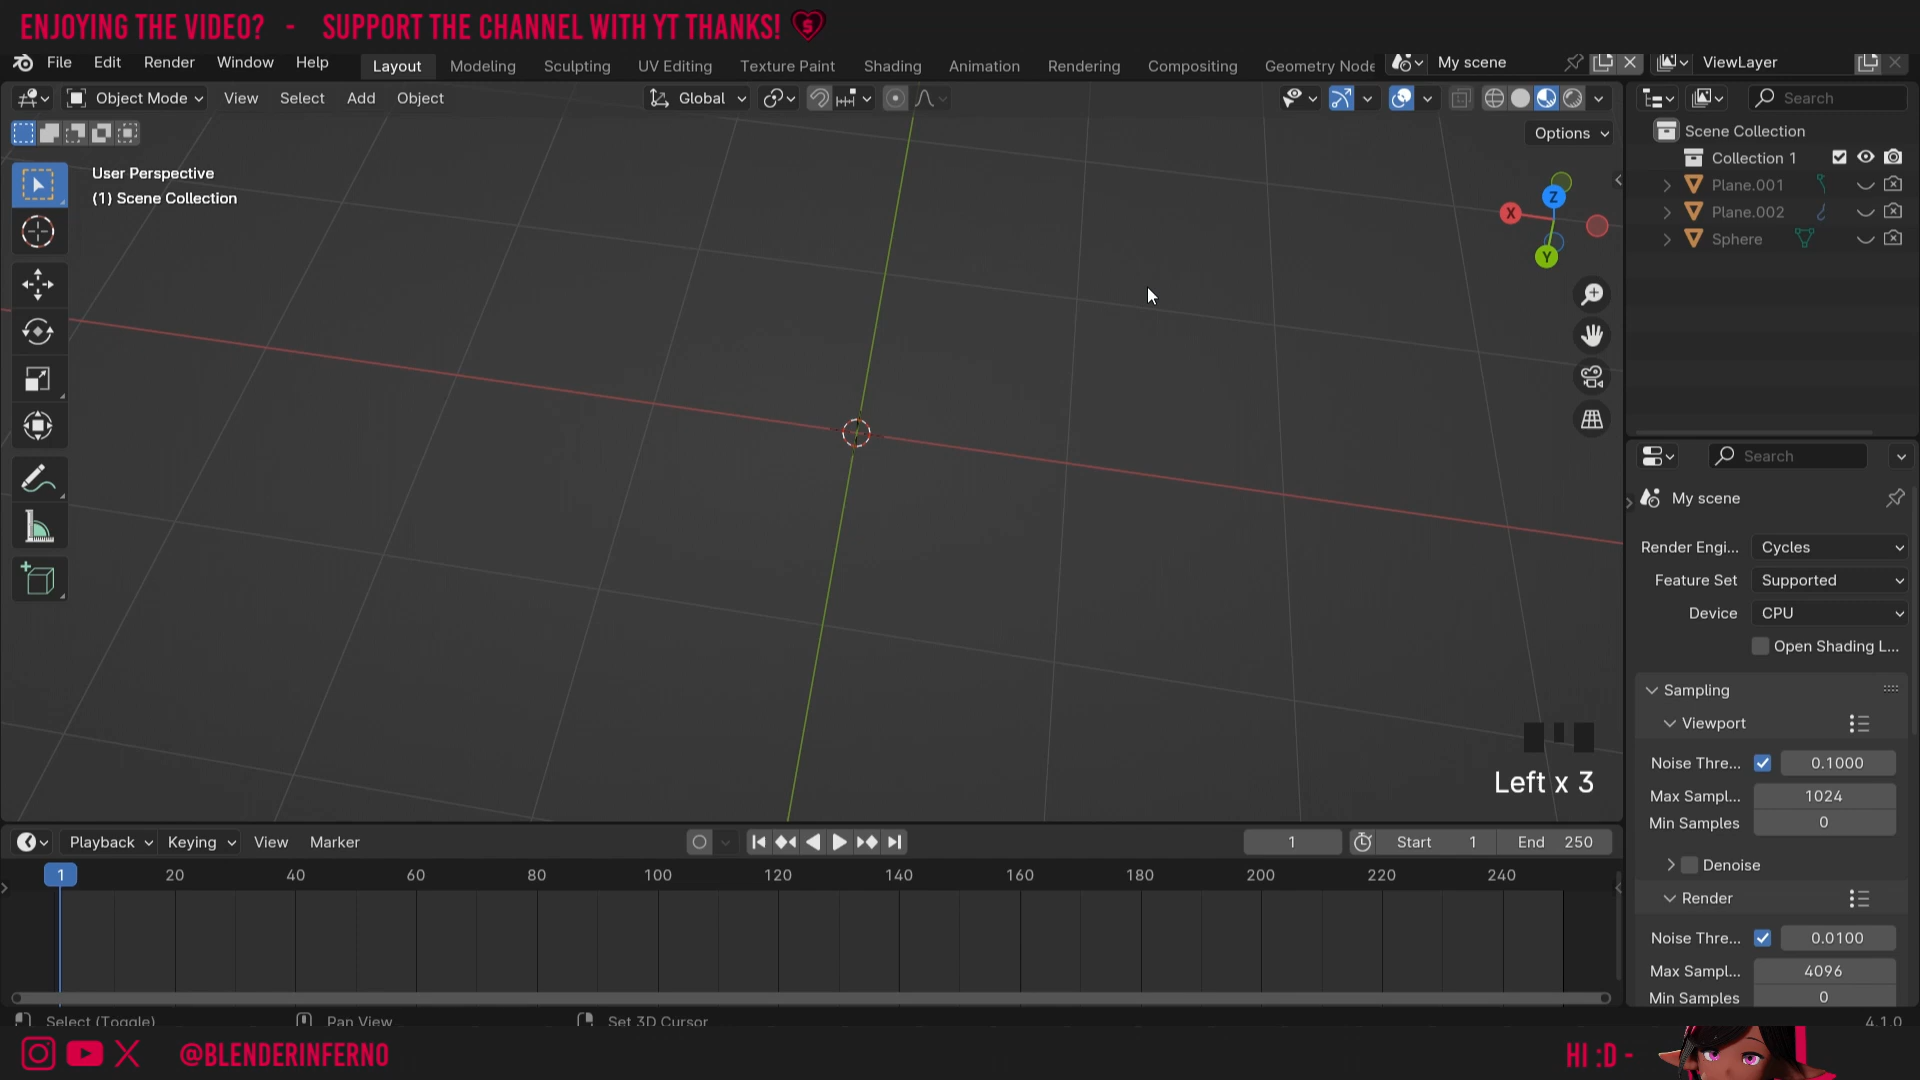 ENJOYING THE VIDEO? - SUPPORT THE CHANNEL WITH YT THANKS!
File Edit Render Window Help Layout Modeling Sculpting UV Editing Texture Paint Shading Animation Rendering Compositing Geometry Node My scene ViewLayer
Object Mode View Select Add Object Global Search
Options
Scene Collection
Collection 1
Plane.001
Plane.002
Sphere
User Perspective
(1) Scene Collection
X
Z
Y
Search
My scene
Render Engi... Cycles
Feature Set Supported
Device CPU
Open Shading L...
Sampling
Viewport
Noise Thre... 0.1000
Max Sampl... 1024
Min Samples 0
Denoise
Render
Noise Thre... 0.0100
Max Sampl... 4096
Min Samples 0
Left x 3
Playback Keying View Marker 1 Start 1 End 250
1 20 40 60 80 100 120 140 160 180 200 220 240
Select (Toggle) Pan View Set 3D Cursor 4.1.0
@BLENDERINFERNO HI :D -